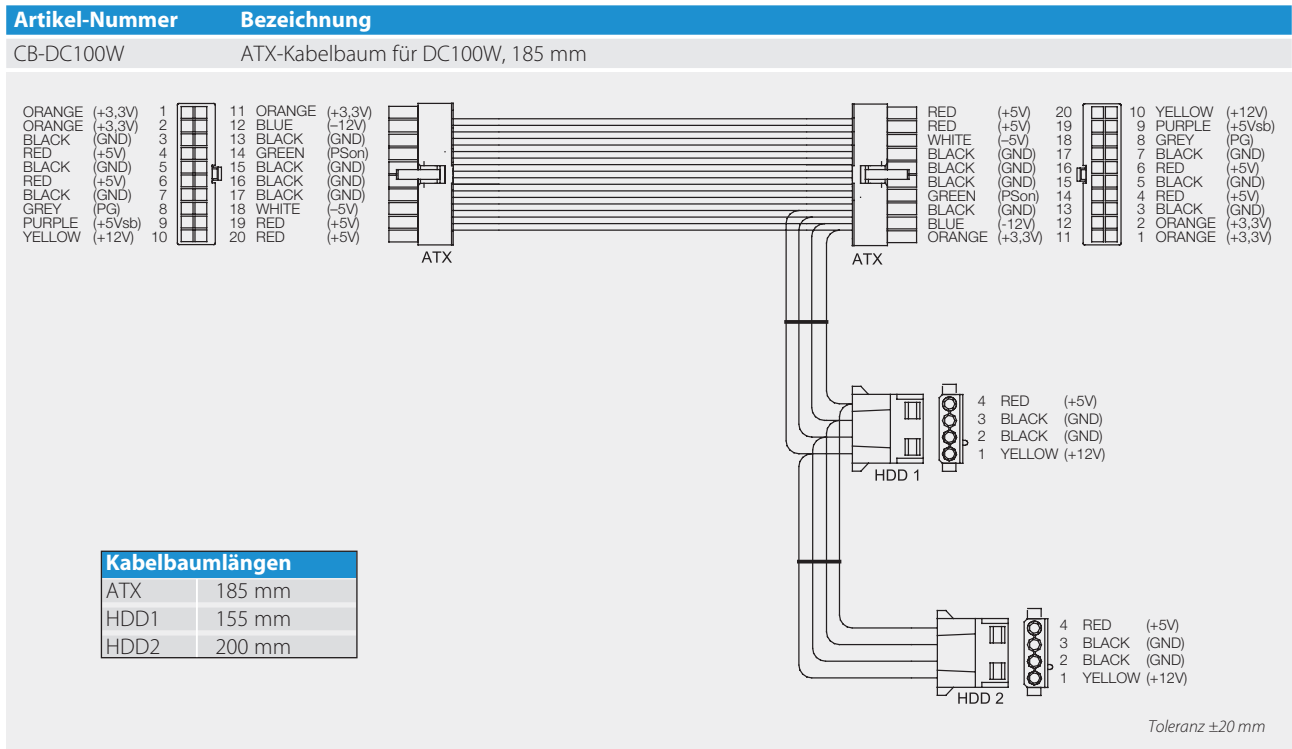 Artikel-Nummer Bezeichnung
CB-DC100W ATX-Kabelbaum für DC100W, 185 mm
ORANGE (+3,3V) 1 11 ORANGE (+3,3V)
ORANGE (+3,3V) 2 12 BLUE (–12V)
BLACK (GND) 3 13 BLACK (GND)
RED (+5V) 4 14 GREEN (PSon)
BLACK (GND) 5 15 BLACK (GND)
RED (+5V) 6 16 BLACK (GND)
BLACK (GND) 7 17 BLACK (GND)
GREY (PG) 8 18 WHITE (–5V)
PURPLE (+5Vsb) 9 19 RED (+5V)
YELLOW (+12V) 10 20 RED (+5V)
ATX
ATX
RED (+5V) 20 10 YELLOW (+12V)
RED (+5V) 19 9 PURPLE (+5Vsb)
WHITE (–5V) 18 8 GREY (PG)
BLACK (GND) 17 7 BLACK (GND)
BLACK (GND) 16 6 RED (+5V)
BLACK (GND) 15 5 BLACK (GND)
GREEN (PSon) 14 4 RED (+5V)
BLACK (GND) 13 3 BLACK (GND)
BLUE (-12V) 12 2 ORANGE (+3,3V)
ORANGE (+3,3V) 11 1 ORANGE (+3,3V)
4 RED (+5V)
3 BLACK (GND)
2 BLACK (GND)
1 YELLOW (+12V)
HDD 1
Kabelbaumlängen
ATX 185 mm
HDD1 155 mm
HDD2 200 mm
4 RED (+5V)
3 BLACK (GND)
2 BLACK (GND)
1 YELLOW (+12V)
HDD 2
Toleranz ±20 mm